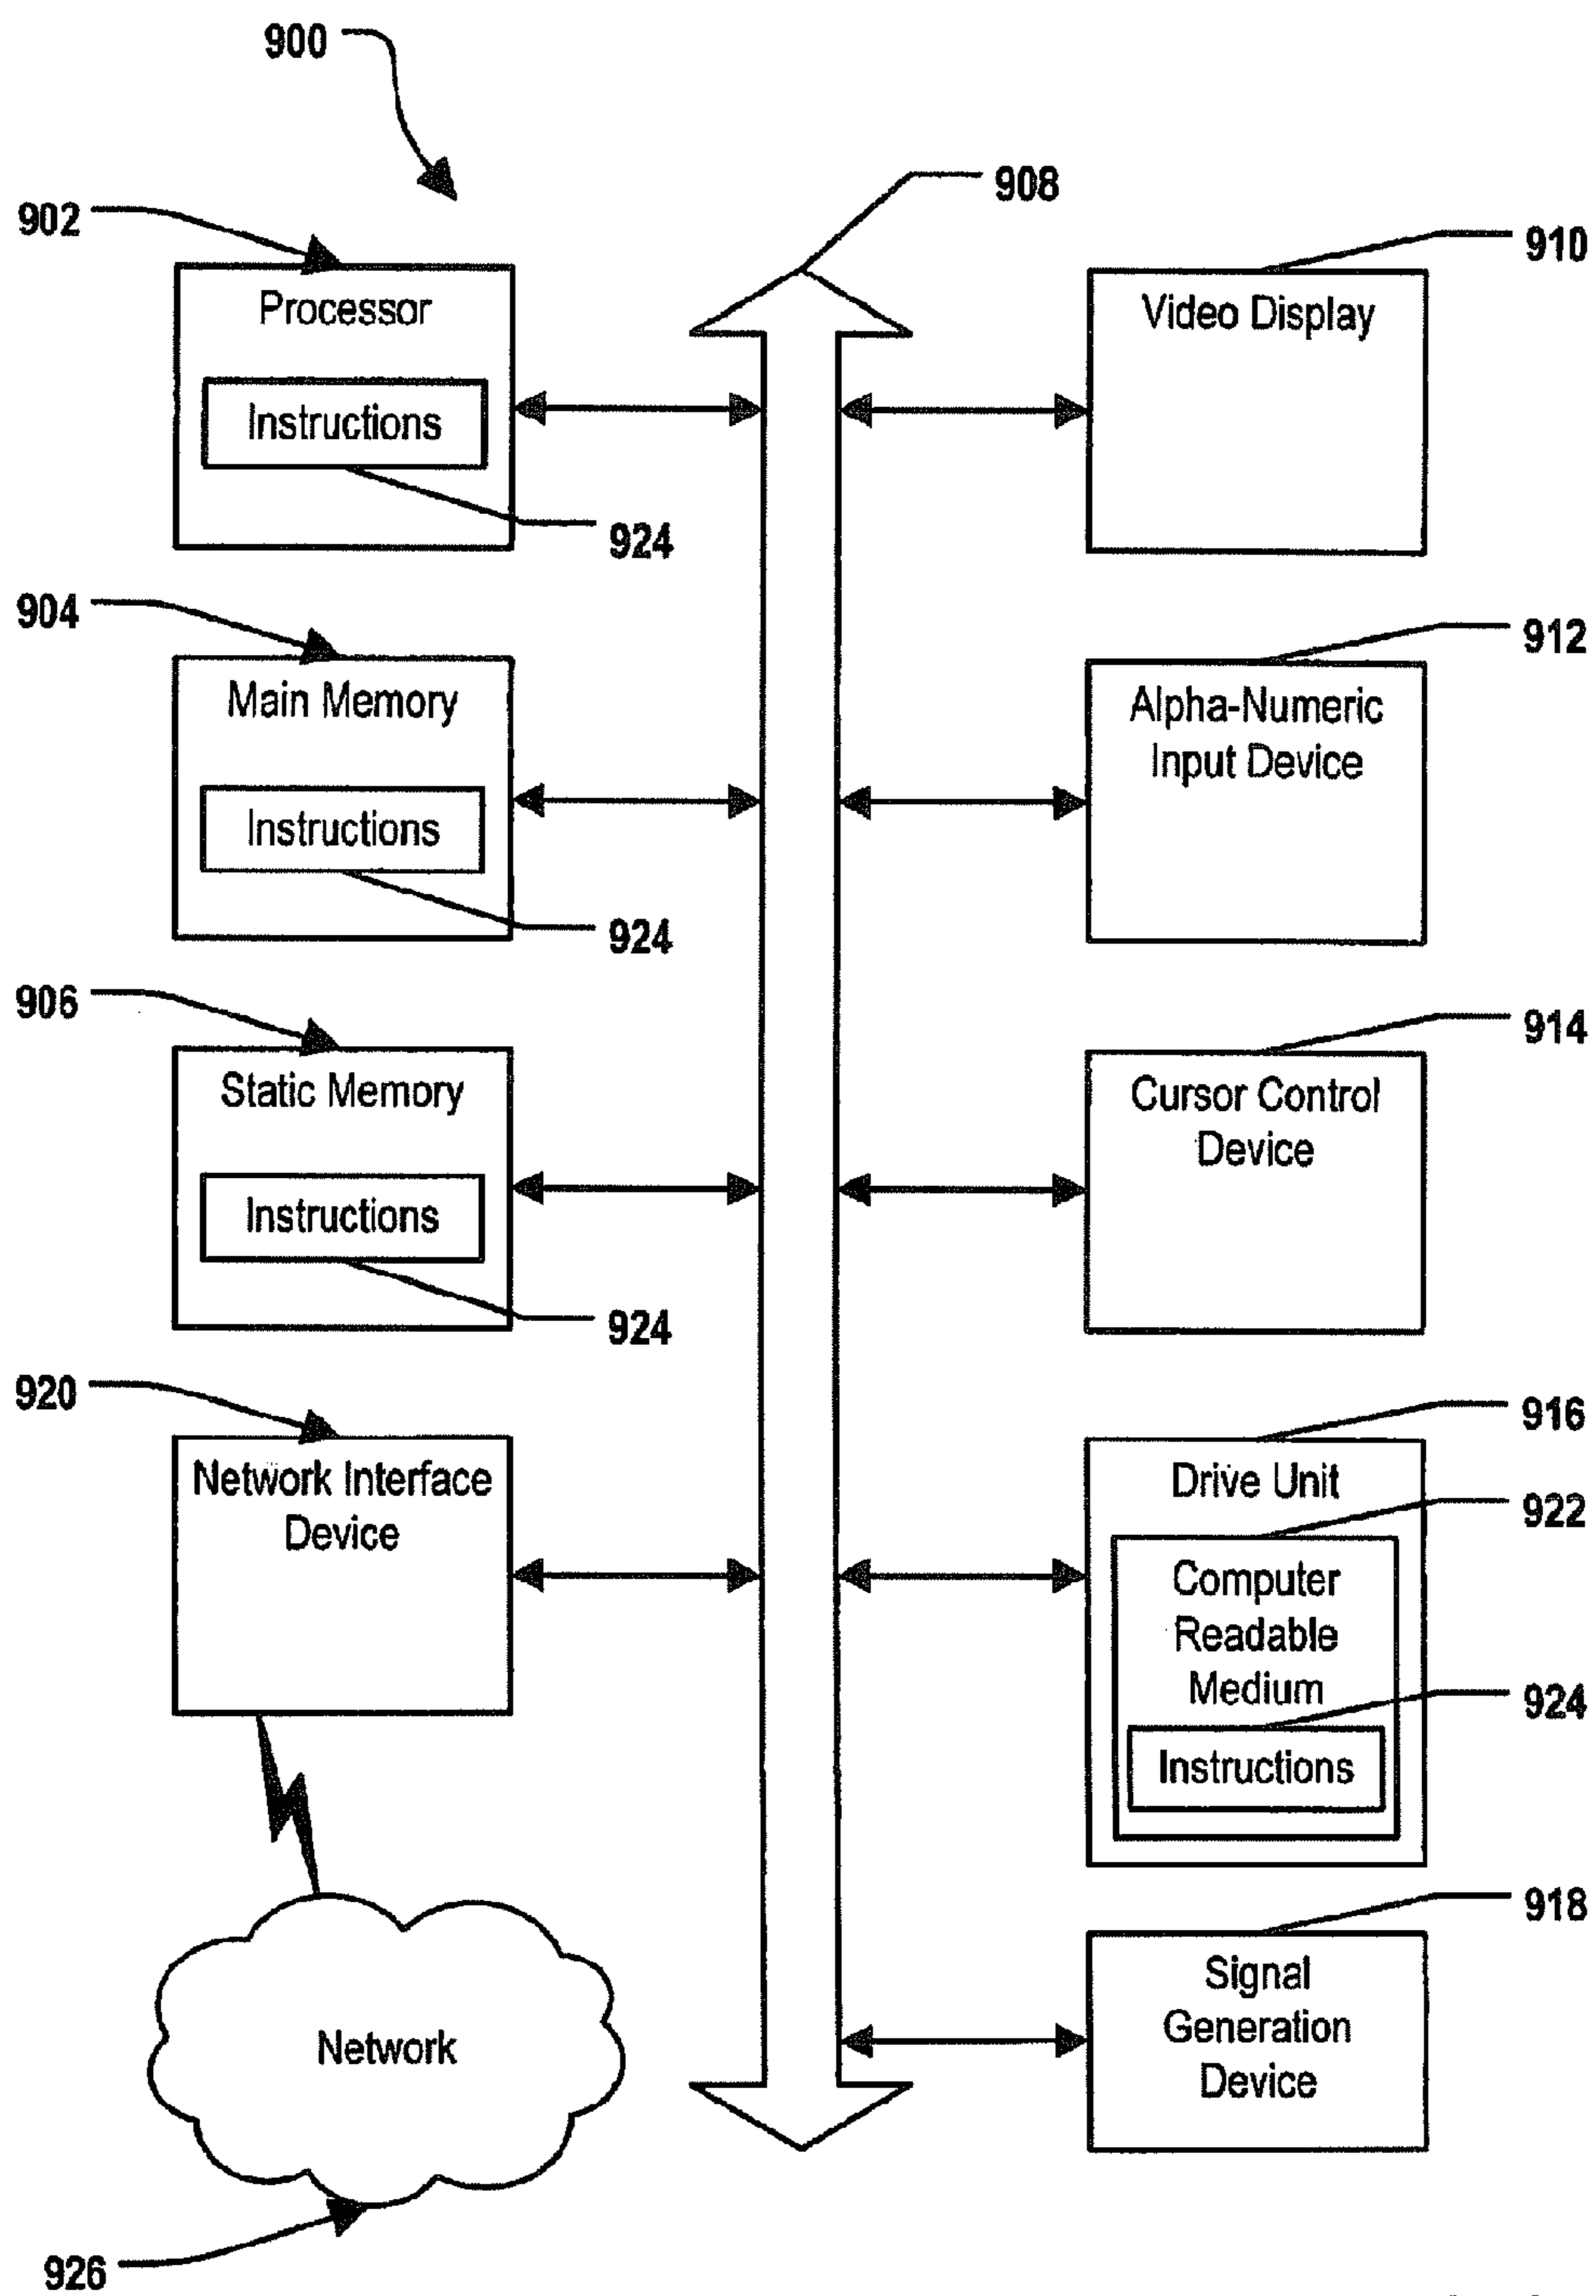 900
908
902
910
Processor
Video Display
Instructions
924
904
912
Main Memory
Alpha-Numeric
Input Device
Instructions
924
906
914
Static Memory
Cursor Control
Device
Instructions
924
920
916
Network Interface
Device
Drive Unit
922
Computer
Readable
Medium
924
Instructions
918
Signal
Generation
Device
Network
926